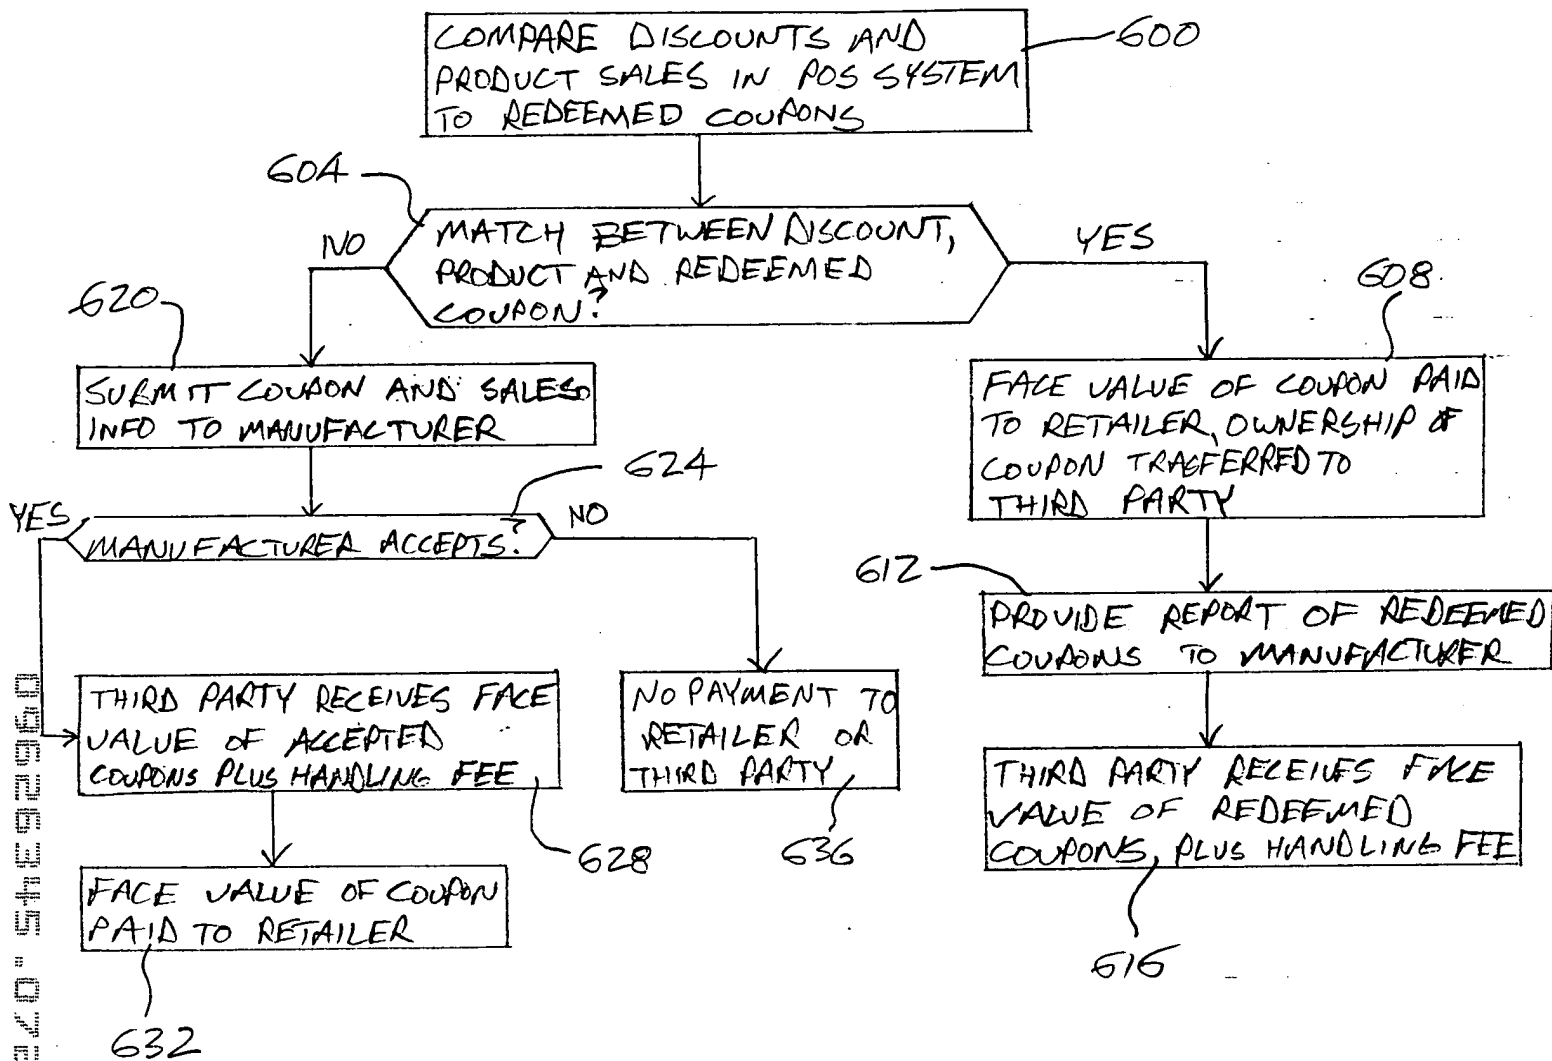 COMPARE DISCOUNTS AND
PRODUCT SALES IN POS SYSTEM
TO REDEEMED COUPONS
600
604
NO
MATCH BETWEEN DISCOUNT,
PRODUCT AND REDEEMED
COUPON?
YES
620
608
SUBMIT COUPON AND SALES
INFO TO MANUFACTURER
FACE VALUE OF COUPON PAID
TO RETAILER, OWNERSHIP OF
COUPON TRASFERRED TO
THIRD PARTY
624
YES
MANUFACTURER ACCEPTS?
NO
612
PROVIDE REPORT OF REDEEMED
COUPONS TO MANUFACTURER
THIRD PARTY RECEIVES FACE
VALUE OF ACCEPTED
COUPONS PLUS HANDLING FEE
628
NO PAYMENT TO
RETAILER OR
THIRD PARTY
636
THIRD PARTY RECEIVES FACE
VALUE OF REDEEMED
COUPONS, PLUS HANDLING FEE
616
FACE VALUE OF COUPON
PAID TO RETAILER
632